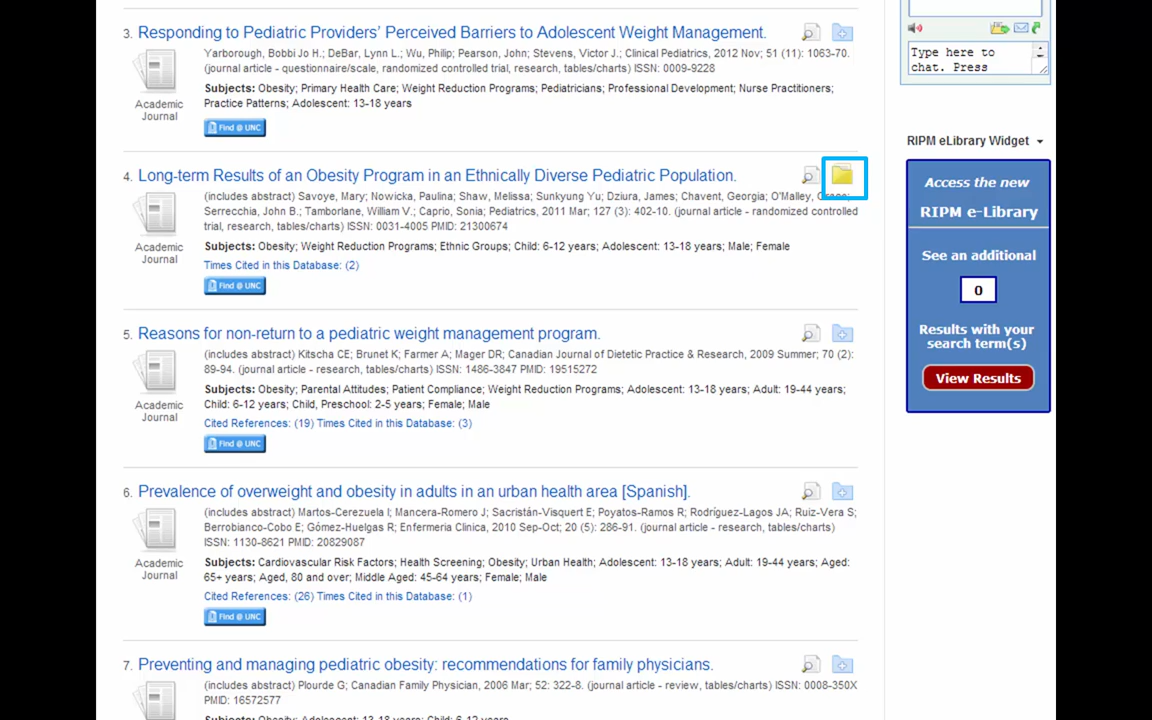 3. Responding to Pediatric Providers' Perceived Barriers to Adolescent Weight Management.
Yarborough, Bobbi Jo H.; DeBar, Lynn L.; Wu, Philip; Pearson, John; Stevens, Victor J.; Clinical Pediatrics, 2012 Nov; 51 (11): 1063-70.
(journal article - questionnaire/scale, randomized controlled trial, research, tables/charts) ISSN: 0009-9228
Subjects: Obesity; Primary Health Care; Weight Reduction Programs; Pediatricians; Professional Development; Nurse Practitioners;
Practice Patterns; Adolescent: 13-18 years
Academic
Journal
Find @ UNC
4. Long-term Results of an Obesity Program in an Ethnically Diverse Pediatric Population.
(includes abstract) Savoye, Mary; Nowicka, Paulina; Shaw, Melissa; Sunkyung Yu; Dziura, James; Chavent, Georgia; O'Malley,
Serrecchia, John B.; Tamborlane, William V.; Caprio, Sonia; Pediatrics, 2011 Mar; 127 (3): 402-10. (journal article - randomized controlled
trial, research, tables/charts) ISSN: 0031-4005 PMID: 21300674
Subjects: Obesity; Weight Reduction Programs; Ethnic Groups; Child: 6-12 years; Adolescent: 13-18 years; Male; Female
Academic
Journal
Times Cited in this Database: (2)
Find @ UNC
5. Reasons for non-return to a pediatric weight management program.
(includes abstract) Kitscha CE; Brunet K; Farmer A; Mager DR; Canadian Journal of Dietetic Practice & Research, 2009 Summer; 70 (2):
89-94. (journal article - research, tables/charts) ISSN: 1486-3847 PMID: 19515272
Subjects: Obesity; Parental Attitudes; Patient Compliance; Weight Reduction Programs; Adolescent: 13-18 years; Adult: 19-44 years;
Child: 6-12 years; Child, Preschool: 2-5 years; Female; Male
Academic
Journal
Cited References: (19) Times Cited in this Database: (3)
Find @ UNC
6. Prevalence of overweight and obesity in adults in an urban health area [Spanish].
(includes abstract) Martos-Cerezuela I; Mancera-Romero J; Sacristán-Visquert E; Poyatos-Ramos R; Rodríguez-Lagos JA; Ruiz-Vera S;
Berrobianco-Cobo E; Gómez-Huelgas R; Enfermeria Clinica, 2010 Sep-Oct; 20 (5): 286-91. (journal article - research, tables/charts)
ISSN: 1130-8621 PMID: 20829087
Subjects: Cardiovascular Risk Factors; Health Screening; Obesity; Urban Health; Adolescent: 13-18 years; Adult: 19-44 years; Aged:
65+ years; Aged, 80 and over; Middle Aged: 45-64 years; Female; Male
Academic
Journal
Cited References: (26) Times Cited in this Database: (1)
Find @ UNC
7. Preventing and managing pediatric obesity: recommendations for family physicians.
(includes abstract) Plourde G; Canadian Family Physician, 2006 Mar; 52: 322-8. (journal article - review, tables/charts) ISSN: 0008-350X
PMID: 16572577
Subjects: Obesity; Adolescent: 13-18 years; Child: 6-12 years
Type here to
chat. Press
RIPM eLibrary Widget
Access the new
RIPM e-Library
See an additional
0
Results with your
search term(s)
View Results